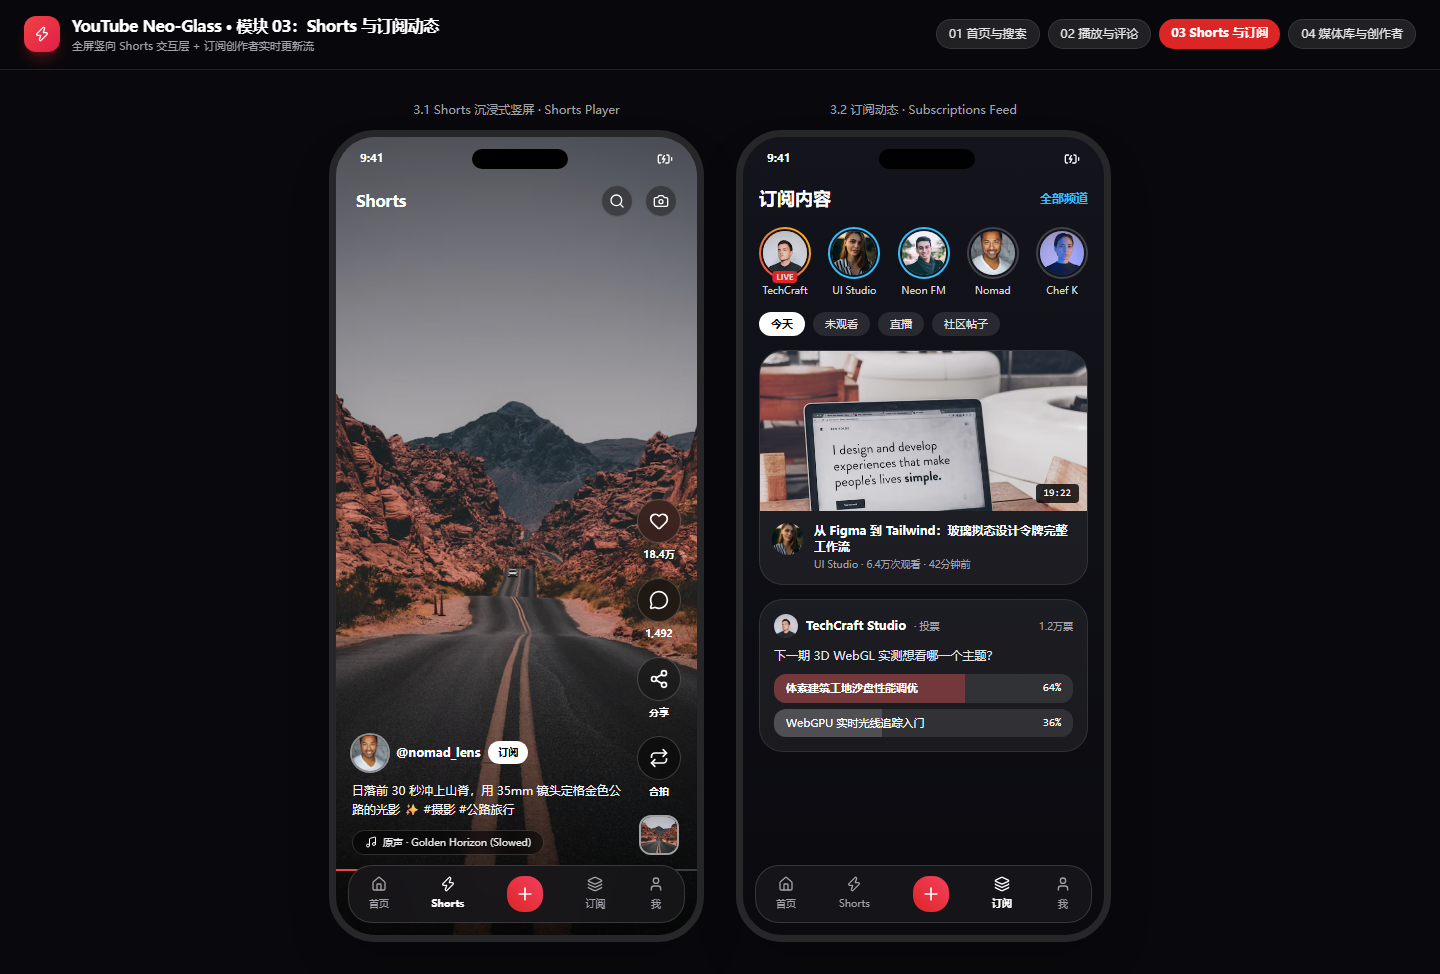 YouTube Neo-Glass • 模块 03：Shorts 与订阅动态
全屏竖向 Shorts 交互层 + 订阅创作者实时更新流
01 首页与搜索
02 播放与评论
03 Shorts 与订阅
04 媒体库与创作者
3.1 Shorts 沉浸式竖屏 · Shorts Player
9:41
Shorts
18.4万
1,492
分享
合拍
@nomad_lens
订阅
日落前 30 秒冲上山脊，用 35mm 镜头定格金色公
路的光影 ✨ #摄影 #公路旅行
原声 · Golden Horizon (Slowed)
首页
Shorts
订阅
我
3.2 订阅动态 · Subscriptions Feed
9:41
订阅内容
全部频道
LIVE
TechCraft
UI Studio
Neon FM
Nomad
Chef K
今天
未观看
直播
社区帖子
I design and develop
experiences that make
people's lives simple.
19:22
从 Figma 到 Tailwind：玻璃拟态设计令牌完整
工作流
UI Studio · 6.4万次观看 · 42分钟前
TechCraft Studio · 投票
1.2万票
下一期 3D WebGL 实测想看哪一个主题？
体素建筑工地沙盘性能调优
64%
WebGPU 实时光线追踪入门
36%
首页
Shorts
订阅
我